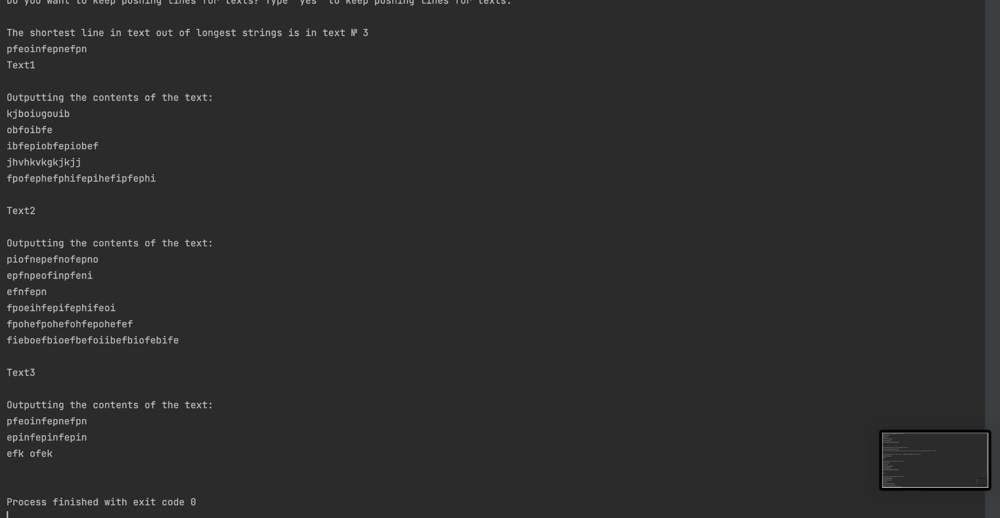 Do you want to keep poshing lines for texts? Type "yes" to keep poshing lines for texts.
The shortest line in text out of longest strings is in text № 3
pfeoinfepnefpn
Text1
Outputting the contents of the text:
kjboiugouib
obfoibfe
ibfepiobfepiobef
jhvhkvkgkjkjj
fpofephefphifepihefipfephi
Text2
Outputting the contents of the text:
piofnepefnofepno
epfnpeofinpfeni
efnfepn
fpoeihfepifephifeoi
fpohefpohefohfepohefef
fieboefbioefbefoiibefbiofebife
Text3
Outputting the contents of the text:
pfeoinfepnefpn
epinfepinfepin
efk ofek
Process finished with exit code 0